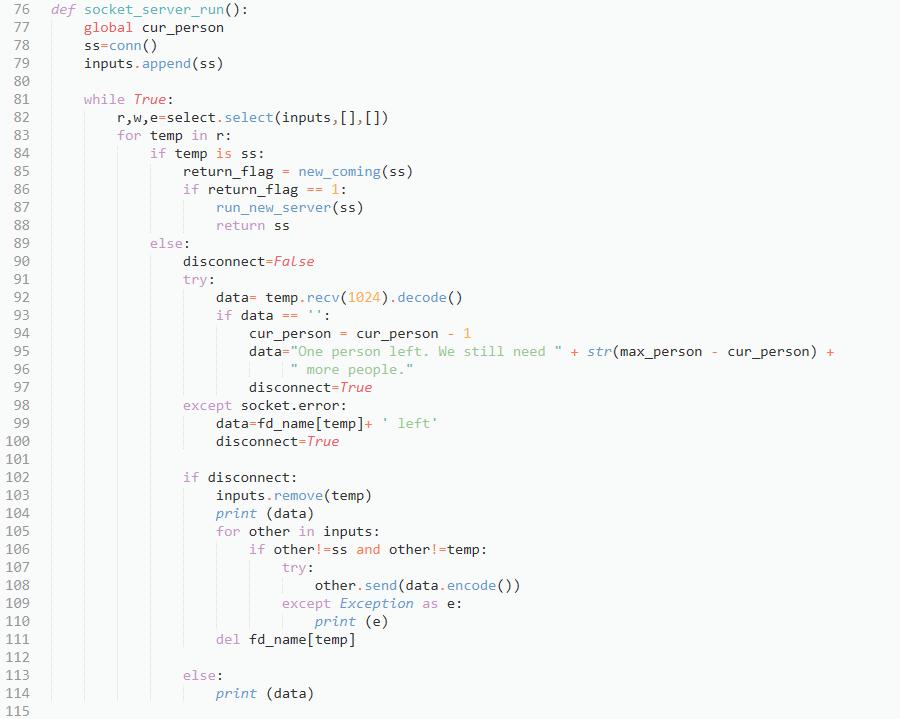 76 def socket_server_run():
77     global cur_person
78     ss=conn()
79     inputs.append(ss)
80
81     while True:
82         r,w,e=select.select(inputs,[],[])
83         for temp in r:
84             if temp is ss:
85                 return_flag = new_coming(ss)
86                 if return_flag == 1:
87                     run_new_server(ss)
88                     return ss
89             else:
90                 disconnect=False
91                 try:
92                     data= temp.recv(1024).decode()
93                     if data == '':
94                         cur_person = cur_person - 1
95                         data="One person left. We still need " + str(max_person - cur_person) +
96                              " more people."
97                         disconnect=True
98                 except socket.error:
99                     data=fd_name[temp]+ ' left'
100                     disconnect=True
101
102                 if disconnect:
103                     inputs.remove(temp)
104                     print (data)
105                     for other in inputs:
106                         if other!=ss and other!=temp:
107                             try:
108                                 other.send(data.encode())
109                             except Exception as e:
110                                 print (e)
111                     del fd_name[temp]
112
113                 else:
114                     print (data)
115